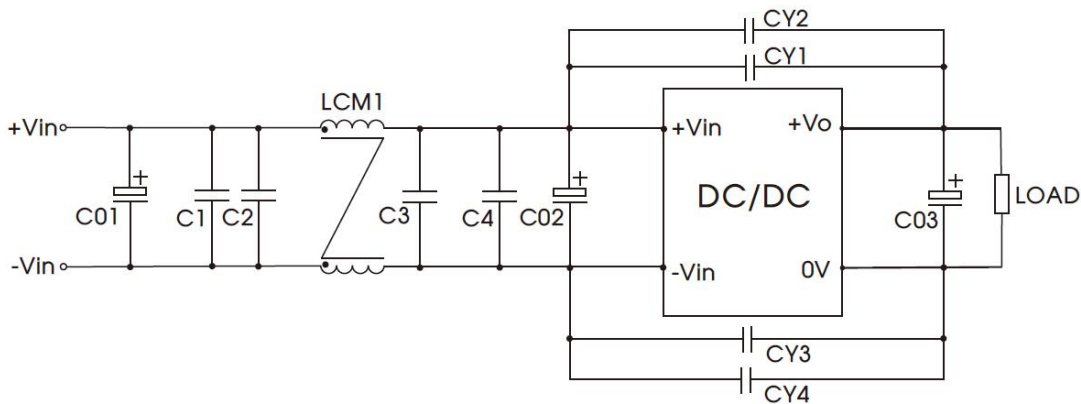 CY2
CY1
LCM1
+Vin
+Vin
+Vo
+
+
+
DC/DC
LOAD
C01
C1
C2
C3
C4
C02
C03
-Vin
-Vin
0V
CY3
CY4